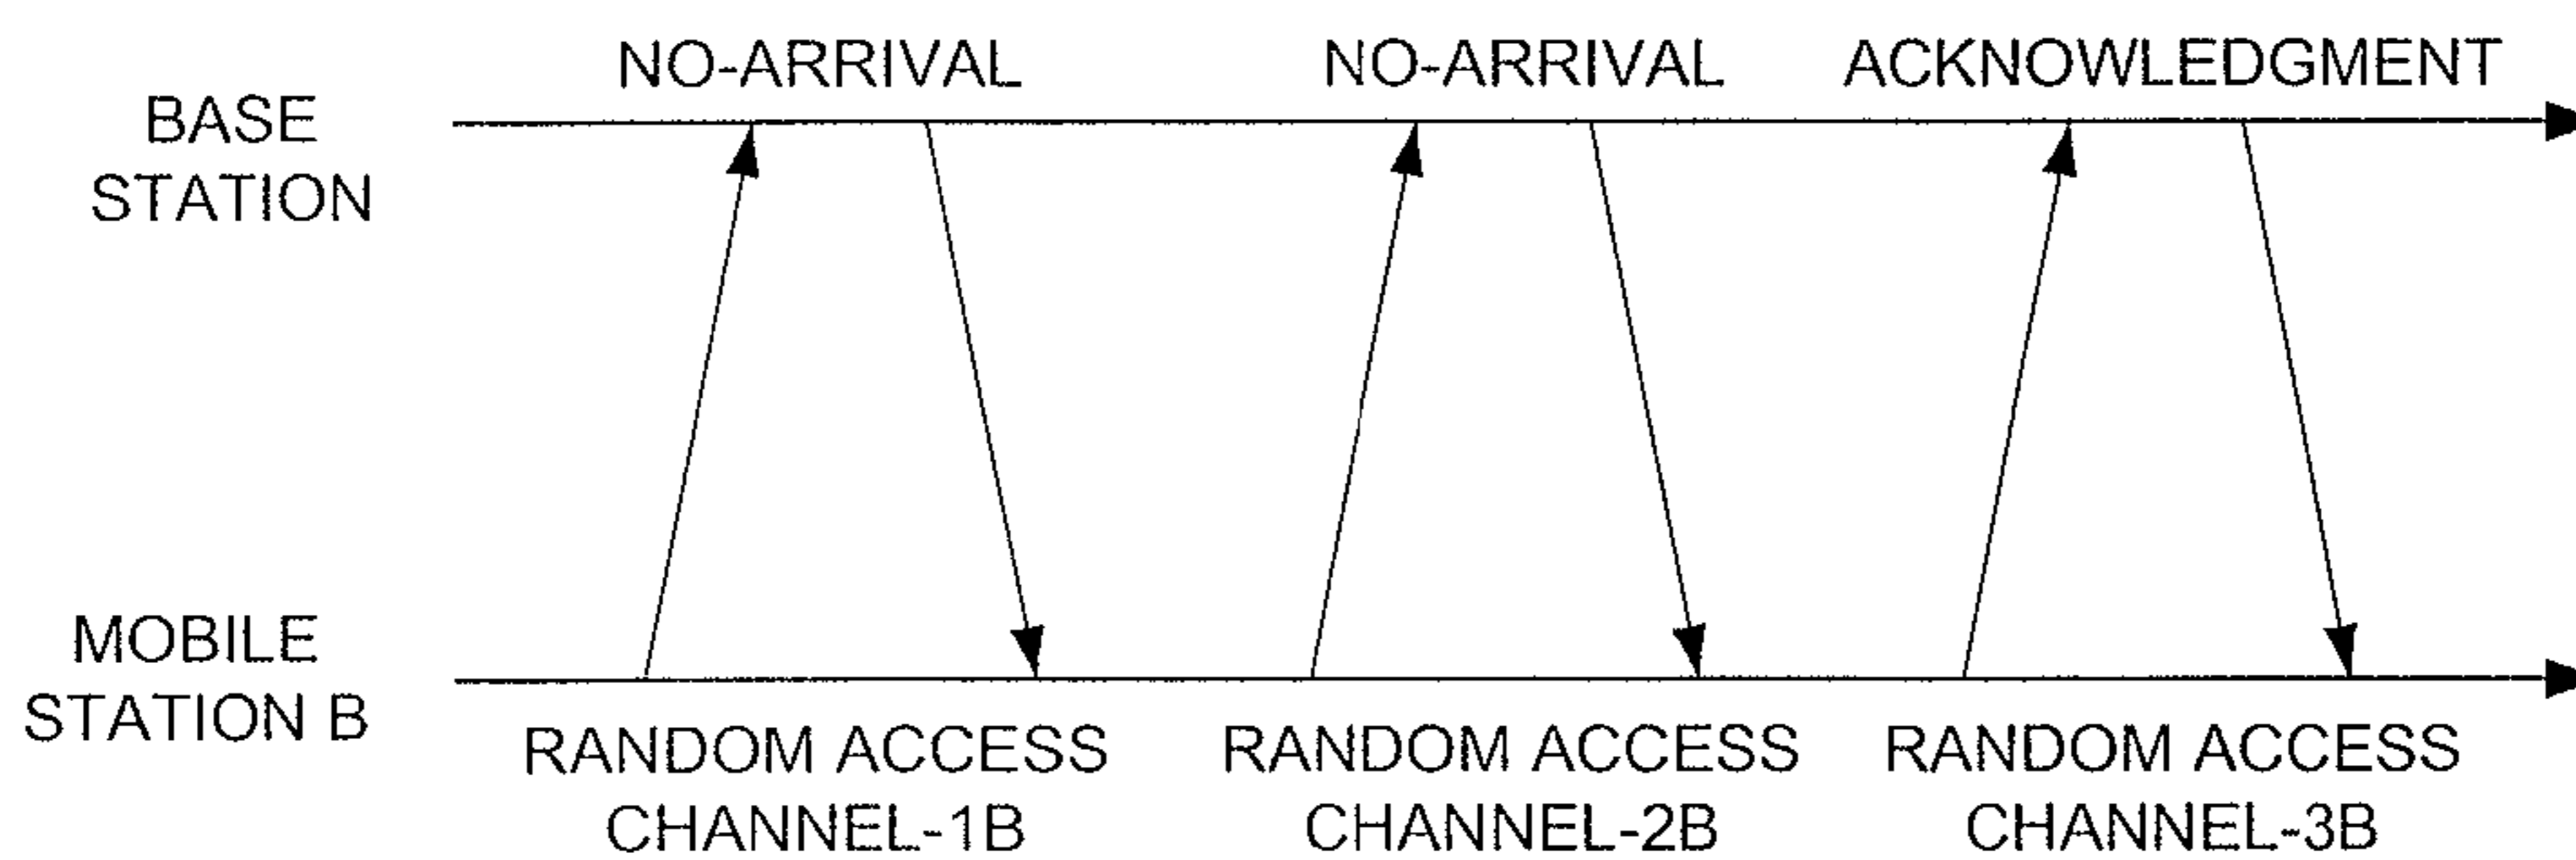 NO-ARRIVAL
NO-ARRIVAL
ACKNOWLEDGMENT
BASE
STATION
MOBILE
STATION B
RANDOM ACCESS
CHANNEL-1B
RANDOM ACCESS
CHANNEL-2B
RANDOM ACCESS
CHANNEL-3B